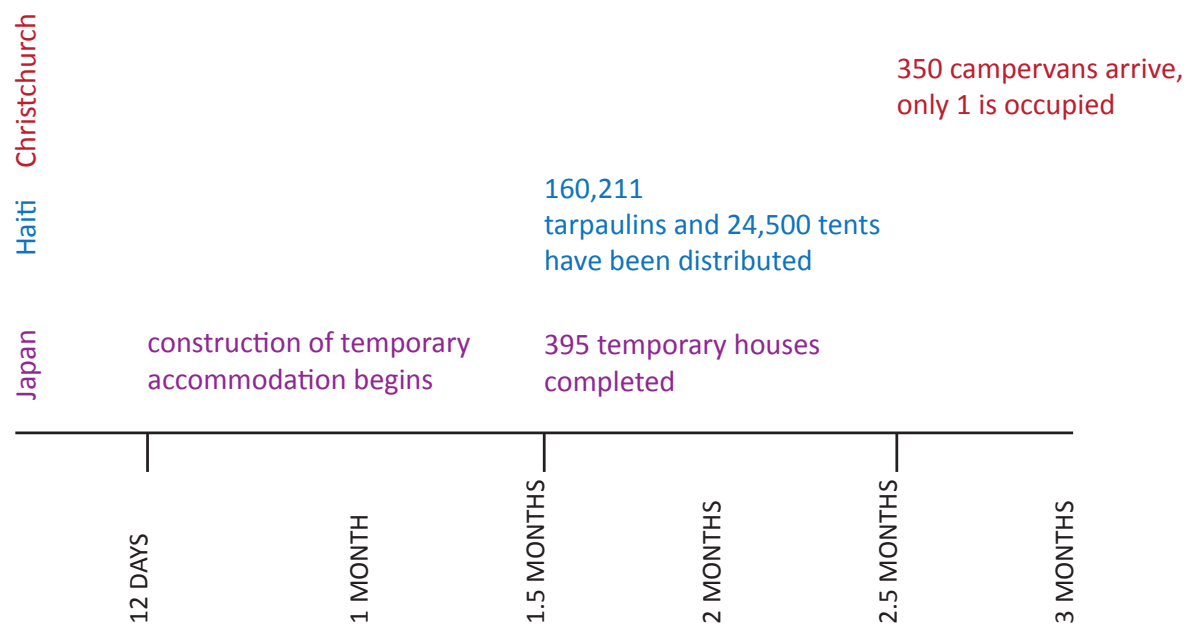 Christchurch
350 campervans arrive,
only 1 is occupied
Haiti
160,211
tarpaulins and 24,500 tents
have been distributed
Japan
construction of temporary
accommodation begins
395 temporary houses
completed
12 DAYS
1 MONTH
1.5 MONTHS
2 MONTHS
2.5 MONTHS
3 MONTHS